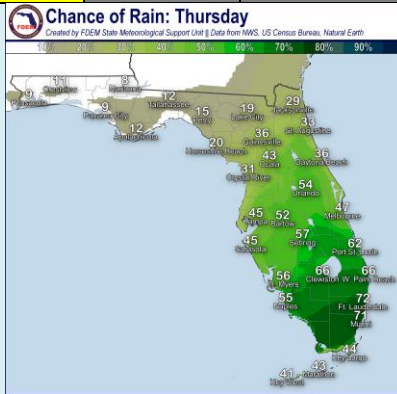 FDEM
Chance of Rain: Thursday
Created by FDEM State Meteorological Support Unit || Data from NWS, US Census Bureau, Natural Earth
10% 20% 30% 40% 50% 60% 70% 80% 90%
11
8
Marianna
9
Pensacola
12
Tallahassee
9
Panama City
12
Apalachicola
15
Perry
19
Lake City
29
Jacksonville
33
St. Augustine
20
Horseshoe Beach
36
Gainesville
43
Ocala
36
Daytona Beach
31
Crystal River
54
Orlando
47
Melbourne
45
Tampa
52
Bartow
57
Sebring
45
Sarasota
62
Port St. Lucie
56
Ft. Myers
66
Clewiston
66
W Palm Beach
55
Naples
72
Ft. Lauderdale
71
Miami
44
Key Largo
43
Marathon
41
Key West